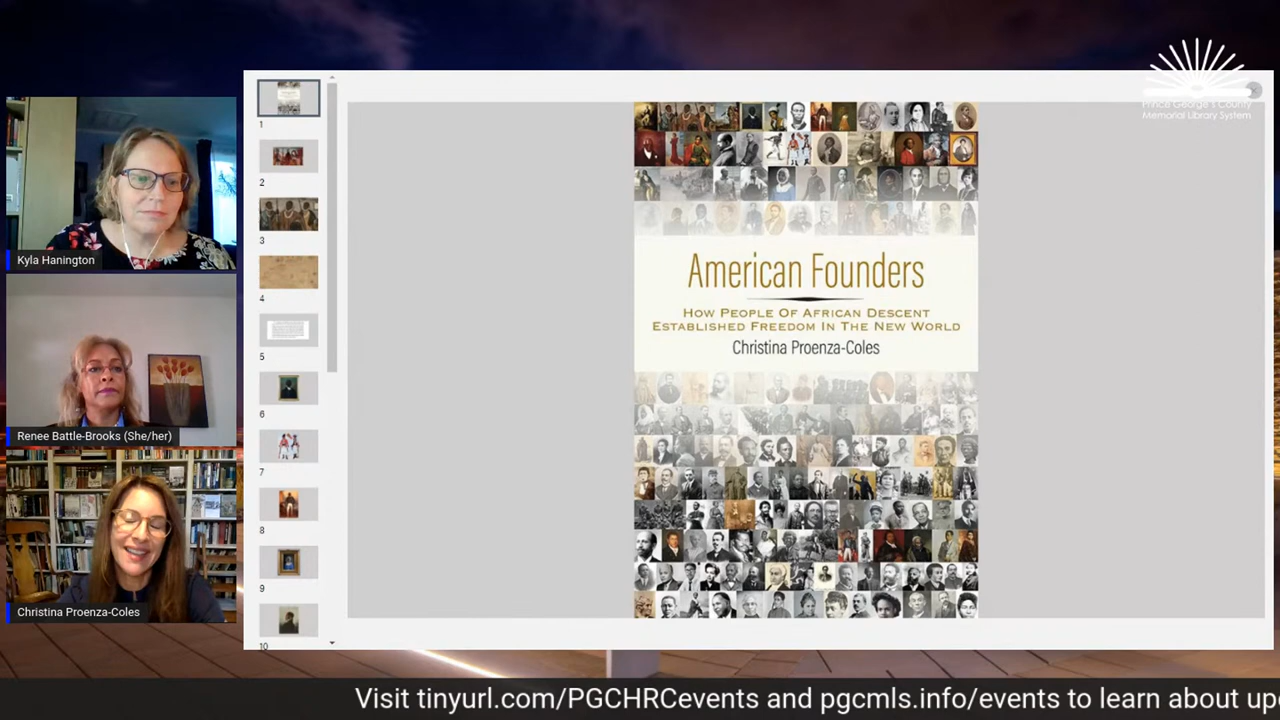 Prince George's County
Memorial Library System
Kyla Hanington
Renee Battle-Brooks (She/her)
Christina Proenza-Coles
1
2
3
4
5
6
7
8
9
10
American Founders
How People Of African Descent
Established Freedom In The New World
Christina Proenza-Coles
Visit tinyurl.com/PGCHRCevents and pgcmls.info/events to learn about up